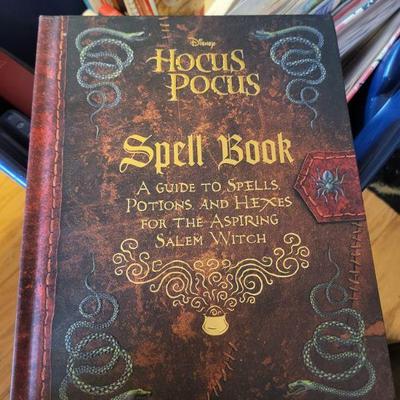 Disney
HOCUS
POCUS
Spell Book
A GUIDE TO SPELLS,
POTIONS, AND HEXES
FOR THE ASPIRING
SALEM WITCH